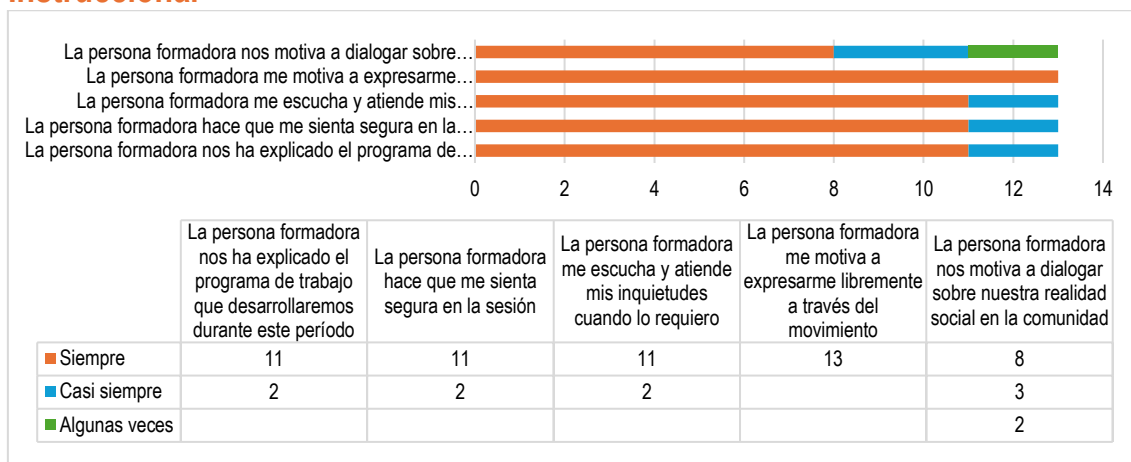 La persona formadora nos motiva a dialogar sobre…
La persona formadora me motiva a expresarme…
La persona formadora me escucha y atiende mis…
La persona formadora hace que me sienta segura en la…
La persona formadora nos ha explicado el programa de…
0 2 4 6 8 10 12 14
La persona formadora
nos ha explicado el
programa de trabajo
que desarrollaremos
durante este período
La persona formadora
hace que me sienta
segura en la sesión
La persona formadora
me escucha y atiende
mis inquietudes
cuando lo requiero
La persona formadora
me motiva a
expresarme libremente
a través del
movimiento
La persona formadora
nos motiva a dialogar
sobre nuestra realidad
social en la comunidad
Siempre 11 11 11 13 8
Casi siempre 2 2 2 3
Algunas veces 2